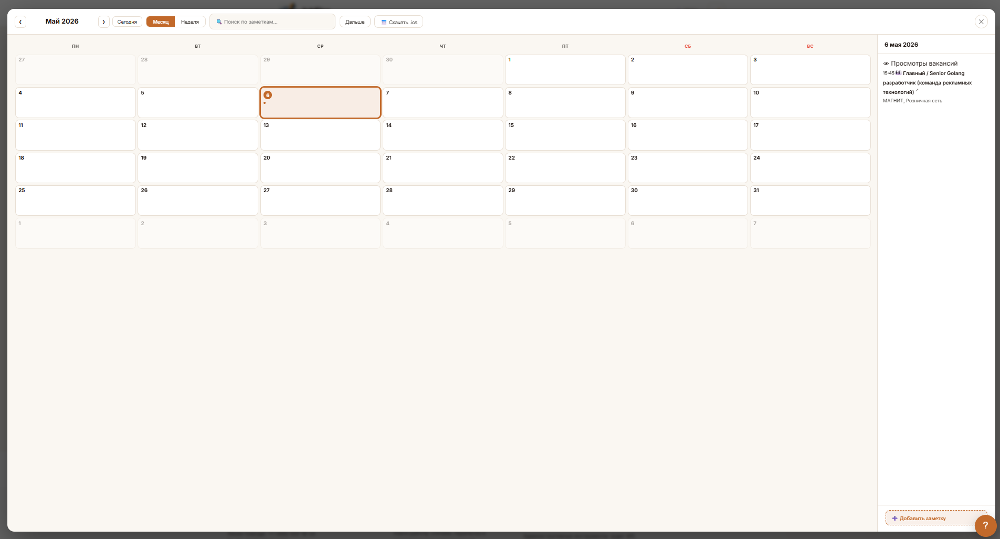 Май 2026
Сегодня
Месяц
Неделя
Поиск по заметкам...
Дальше
Скачать .ics
ПН ВТ СР ЧТ ПТ СБ ВС
27 28 29 30 1 2 3
4 5 6 7 8 9 10
11 12 13 14 15 16 17
18 19 20 21 22 23 24
25 26 27 28 29 30 31
1 2 3 4 5 6 7
6 мая 2026
Просмотры вакансий
15:45 Главный / Senior Golang
разработчик (команда рекламных
технологий) ↗
МАГНИТ, Розничная сеть
Добавить заметку
?